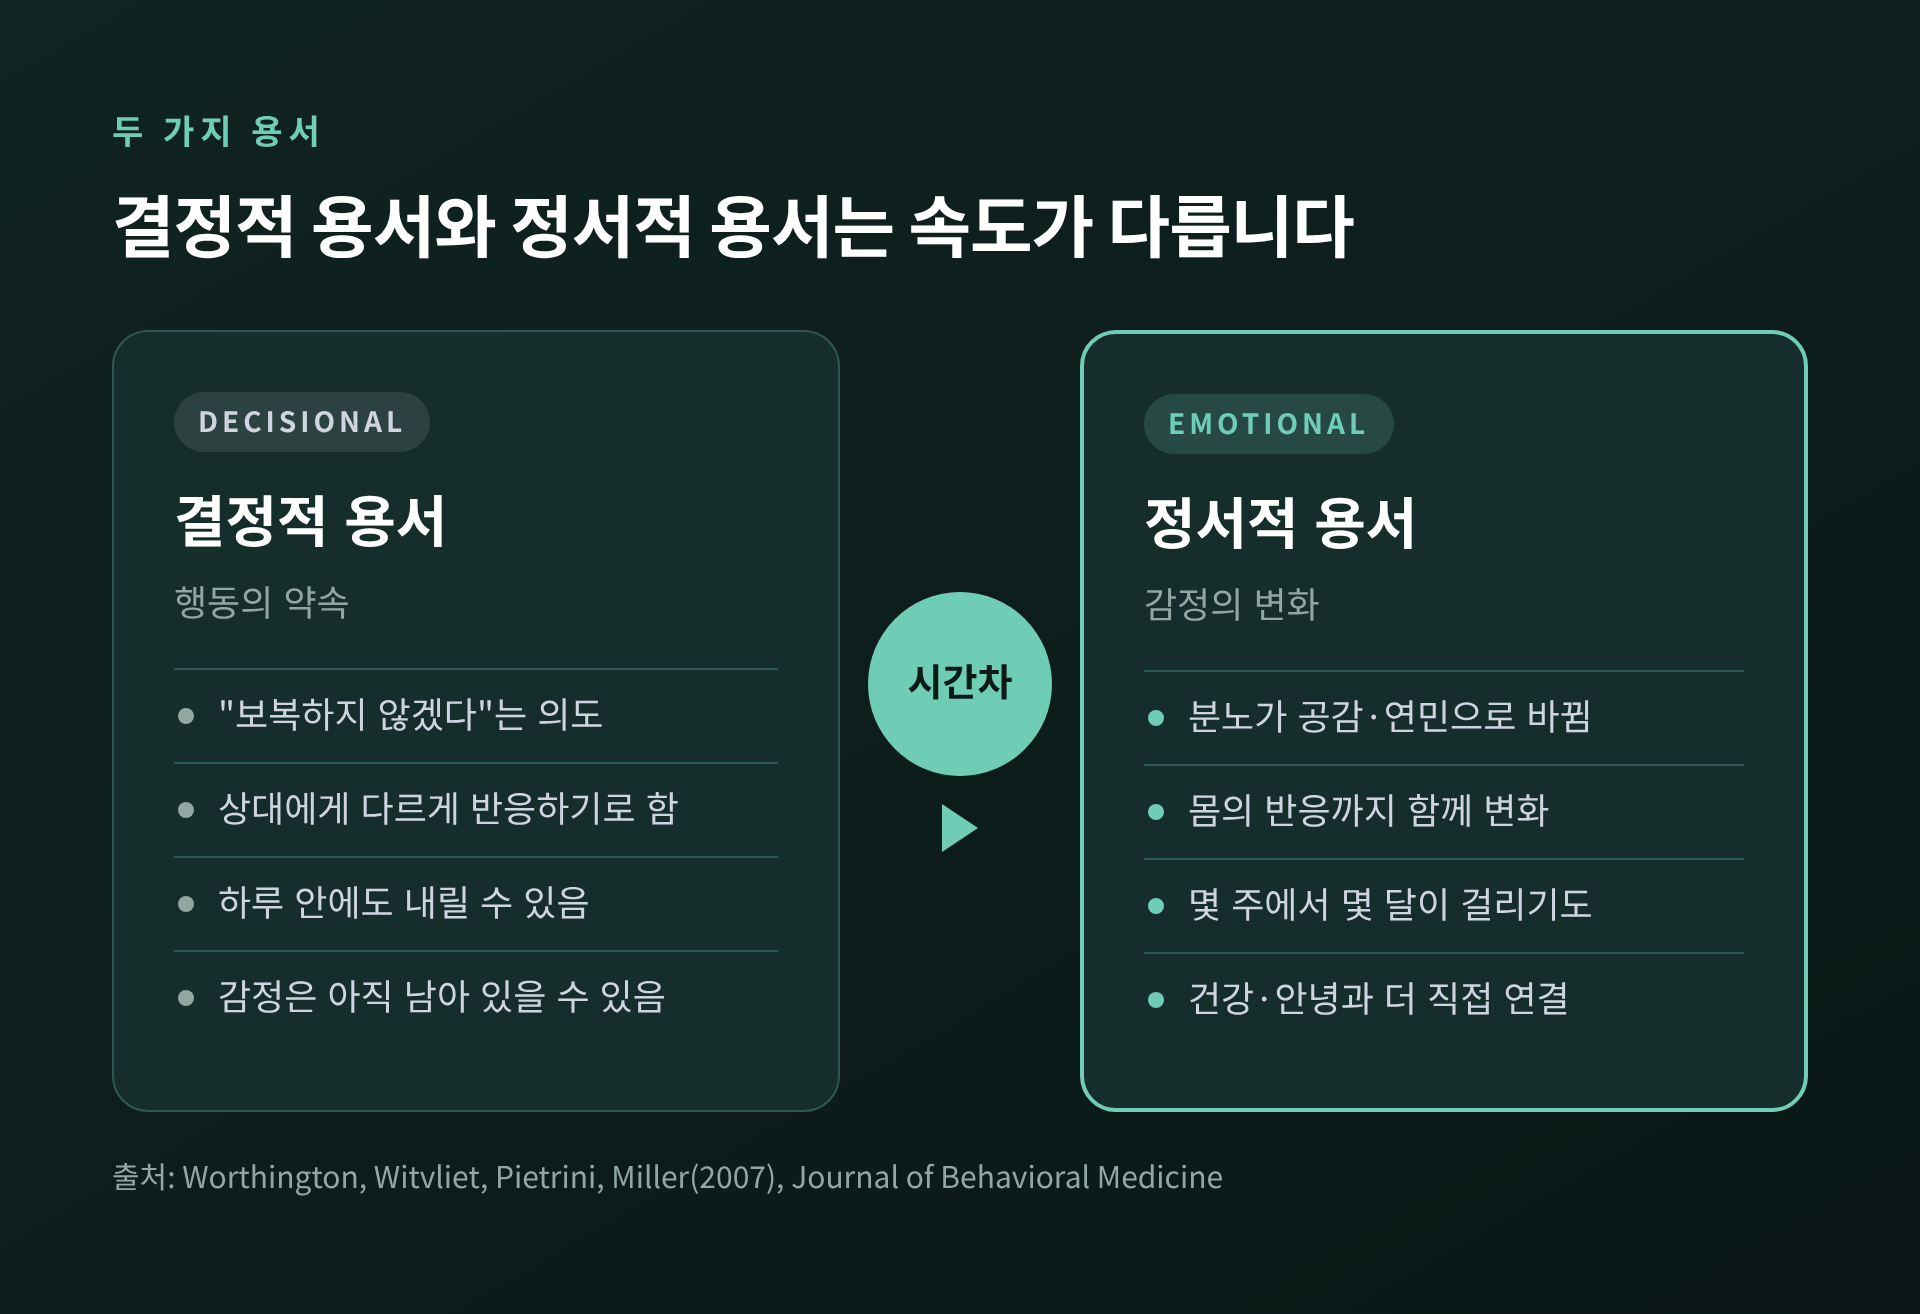 두 가지 용서
결정적 용서와 정서적 용서는 속도가 다릅니다
DECISIONAL
결정적 용서
행동의 약속
"보복하지 않겠다"는 의도
상대에게 다르게 반응하기로 함
하루 안에도 내릴 수 있음
감정은 아직 남아 있을 수 있음
시간차
EMOTIONAL
정서적 용서
감정의 변화
분노가 공감·연민으로 바뀜
몸의 반응까지 함께 변화
몇 주에서 몇 달이 걸리기도
건강·안녕과 더 직접 연결
출처: Worthington, Witvliet, Pietrini, Miller(2007), Journal of Behavioral Medicine